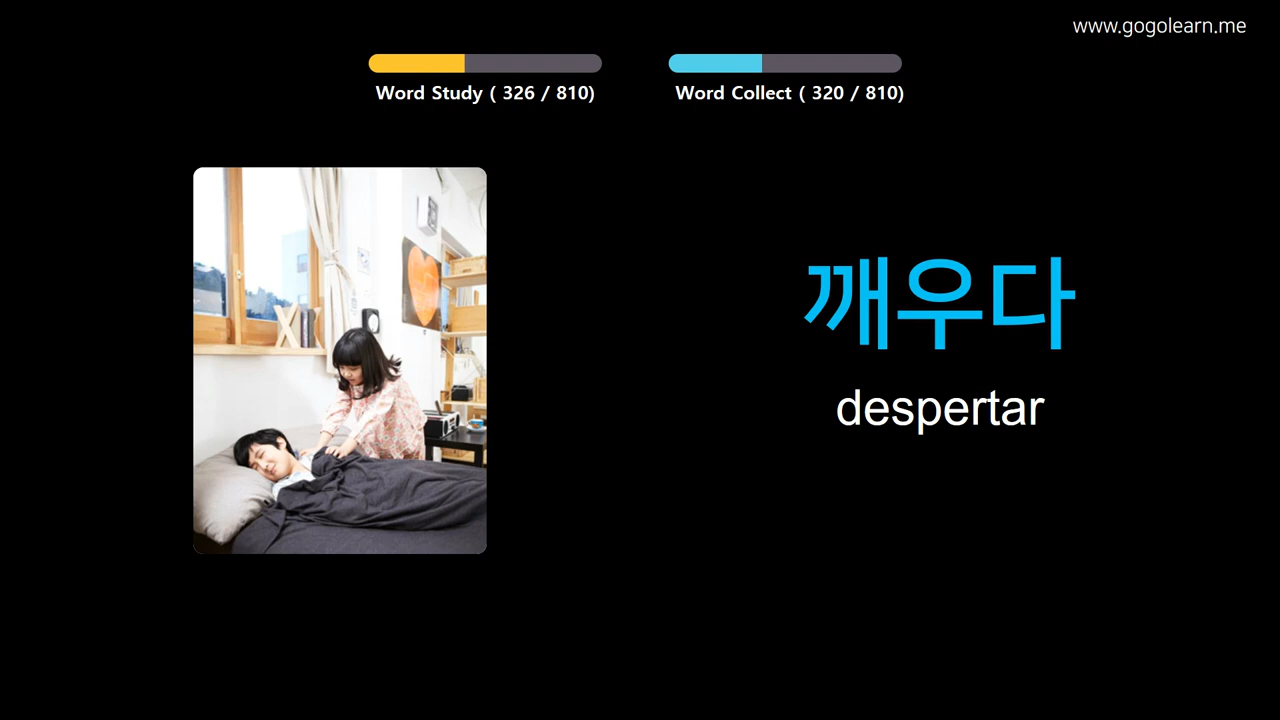 www.gogolearn.me
Word Study ( 326 / 810)
Word Collect ( 320 / 810)
깨우다
despertar